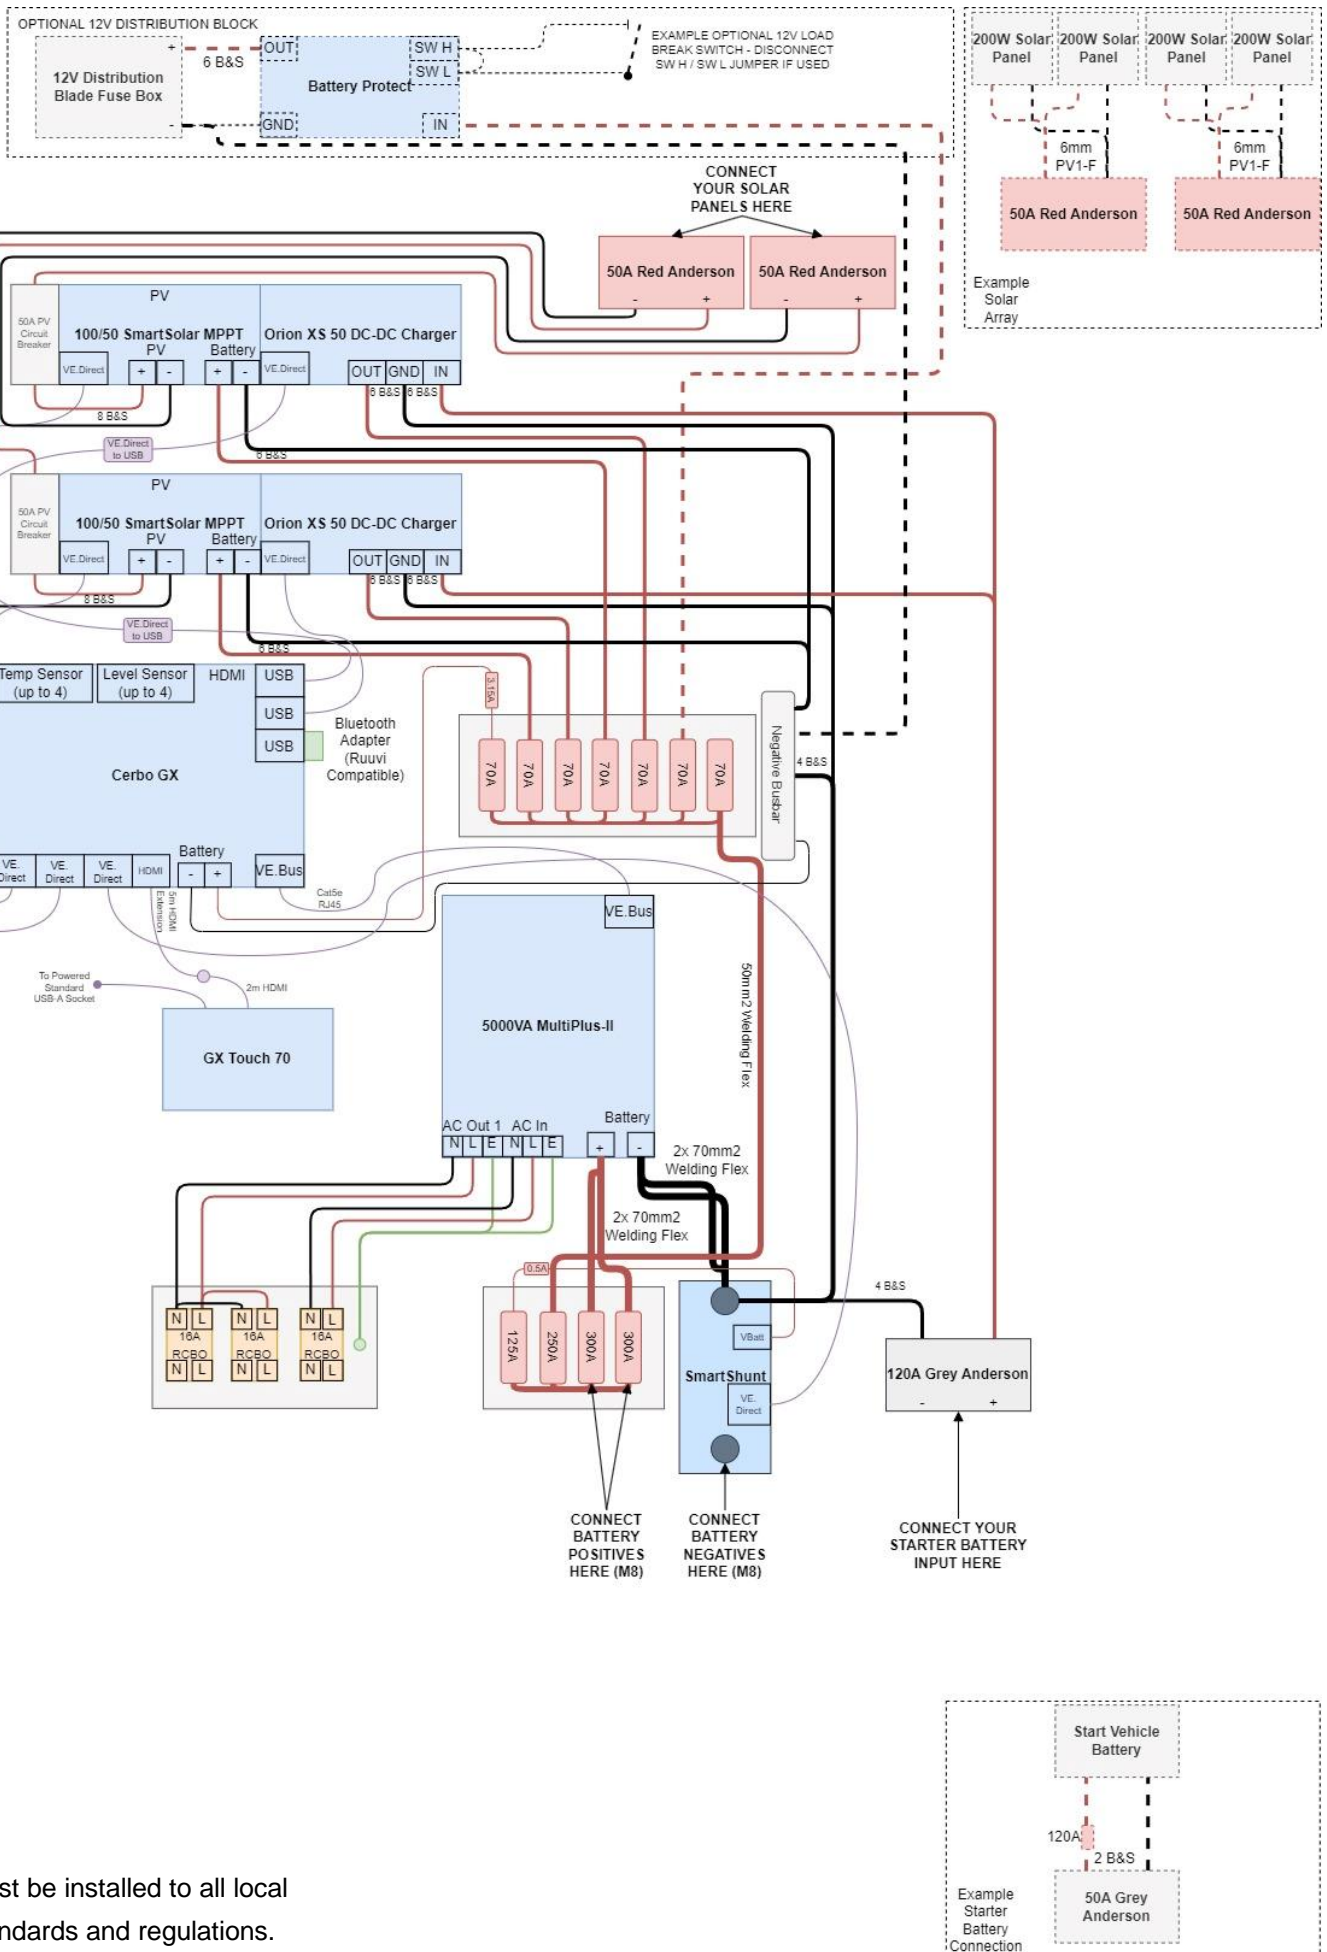 OPTIONAL 12V DISTRIBUTION BLOCK
12V Distribution
Blade Fuse Box
+
-
6 B&S
OUT
GND
Battery Protect
SW H
SW L
IN
EXAMPLE OPTIONAL 12V LOAD
BREAK SWITCH - DISCONNECT
SW H / SW L JUMPER IF USED
200W Solar
Panel
200W Solar
Panel
200W Solar
Panel
200W Solar
Panel
6mm
PV1-F
6mm
PV1-F
50A Red Anderson
50A Red Anderson
Example
Solar
Array
CONNECT
YOUR SOLAR
PANELS HERE
50A Red Anderson
- +
50A Red Anderson
- +
50A PV
Circuit
Breaker
PV
100/50 SmartSolar MPPT
PV
Battery
VE.Direct
+ -
+ -
Orion XS 50 DC-DC Charger
VE.Direct
OUT GND IN
6 B&S 6 B&S
8 B&S
VE.Direct
to USB
6 B&S
50A PV
Circuit
Breaker
PV
100/50 SmartSolar MPPT
PV
Battery
VE.Direct
+ -
+ -
Orion XS 50 DC-DC Charger
VE.Direct
OUT GND IN
6 B&S 6 B&S
8 B&S
VE.Direct
to USB
6 B&S
Temp Sensor
(up to 4)
Level Sensor
(up to 4)
HDMI
USB
USB
USB
Bluetooth
Adapter
(Ruuvi
Compatible)
Cerbo GX
VE.
Direct
VE.
Direct
VE.
Direct
HDMI
Battery
- +
VE.Bus
3.15A
70A
70A
70A
70A
70A
70A
70A
Negative Busbar
4 B&S
Cat5e
RJ45
5m HDMI
Extension
To Powered
Standard
USB-A Socket
2m HDMI
GX Touch 70
VE.Bus
5000VA MultiPlus-II
50mm2 Welding Flex
AC Out 1 AC In
N L E N L E
Battery
+ -
2x 70mm2
Welding Flex
2x 70mm2
Welding Flex
N L
16A
RCBO
N L
N L
16A
RCBO
N L
N L
16A
RCBO
N L
0.5A
125A
250A
300A
300A
VBatt
SmartShunt
VE.
Direct
4 B&S
120A Grey Anderson
- +
CONNECT
BATTERY
POSITIVES
HERE (M8)
CONNECT
BATTERY
NEGATIVES
HERE (M8)
CONNECT YOUR
STARTER BATTERY
INPUT HERE
Start Vehicle
Battery
120A
2 B&S
50A Grey
Anderson
Example
Starter
Battery
Connection
st be installed to all local
ndards and regulations.